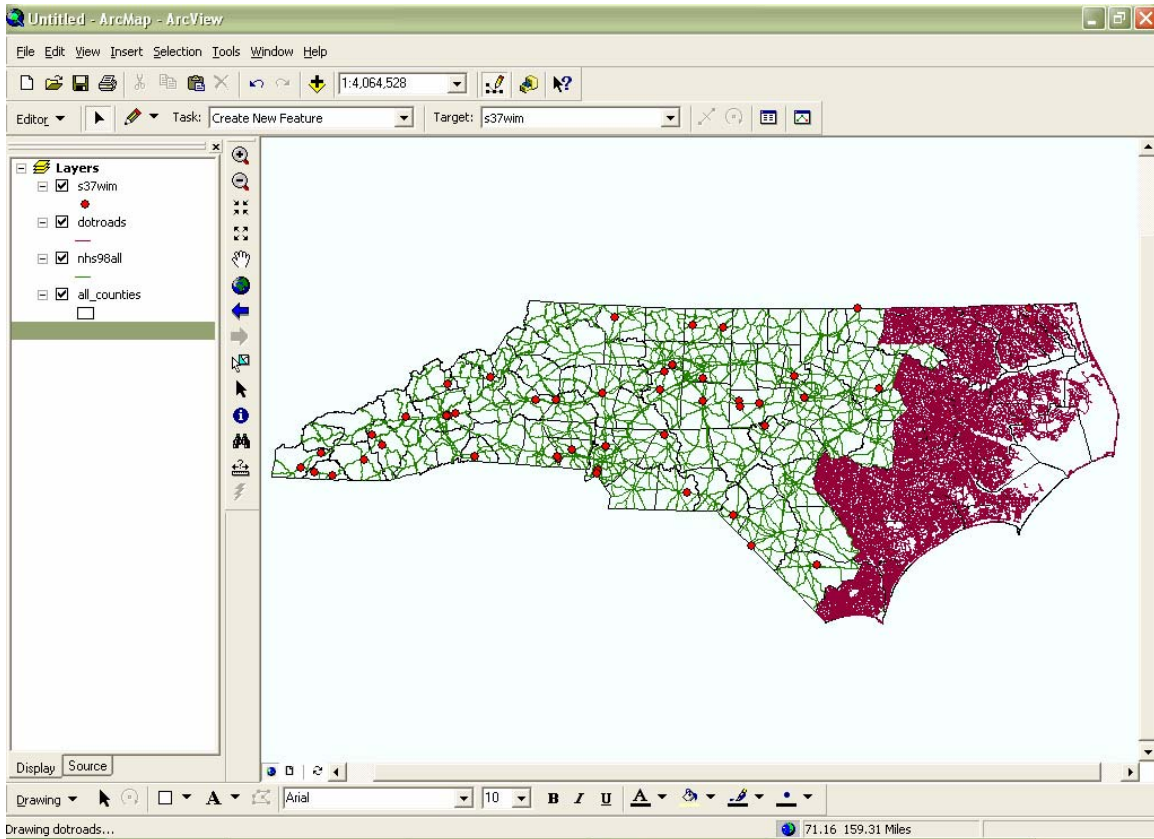 Untitled - ArcMap - ArcView
File Edit View Insert Selection Tools Window Help
1:4,064,528
Editor Task: Create New Feature Target: s37wim
Layers
s37wim
dotroads
nhs98all
all_counties
Display Source
Drawing A Arial 10 B I U A
Drawing dotroads... 71.16 159.31 Miles